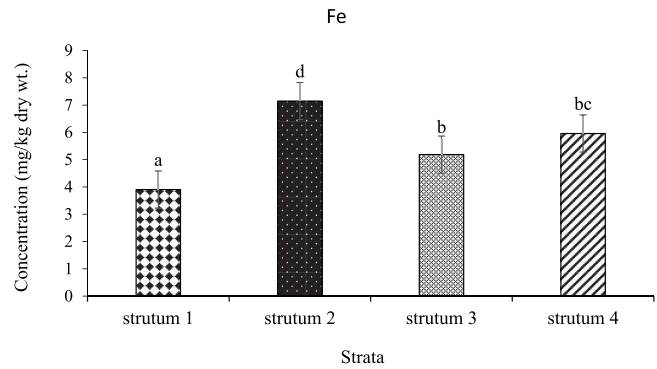 Fe
Concentration (mg/kg dry wt.)
9
8
7
6
5
4
3
2
1
0
a
d
b
bc
strutum 1
strutum 2
strutum 3
strutum 4
Strata